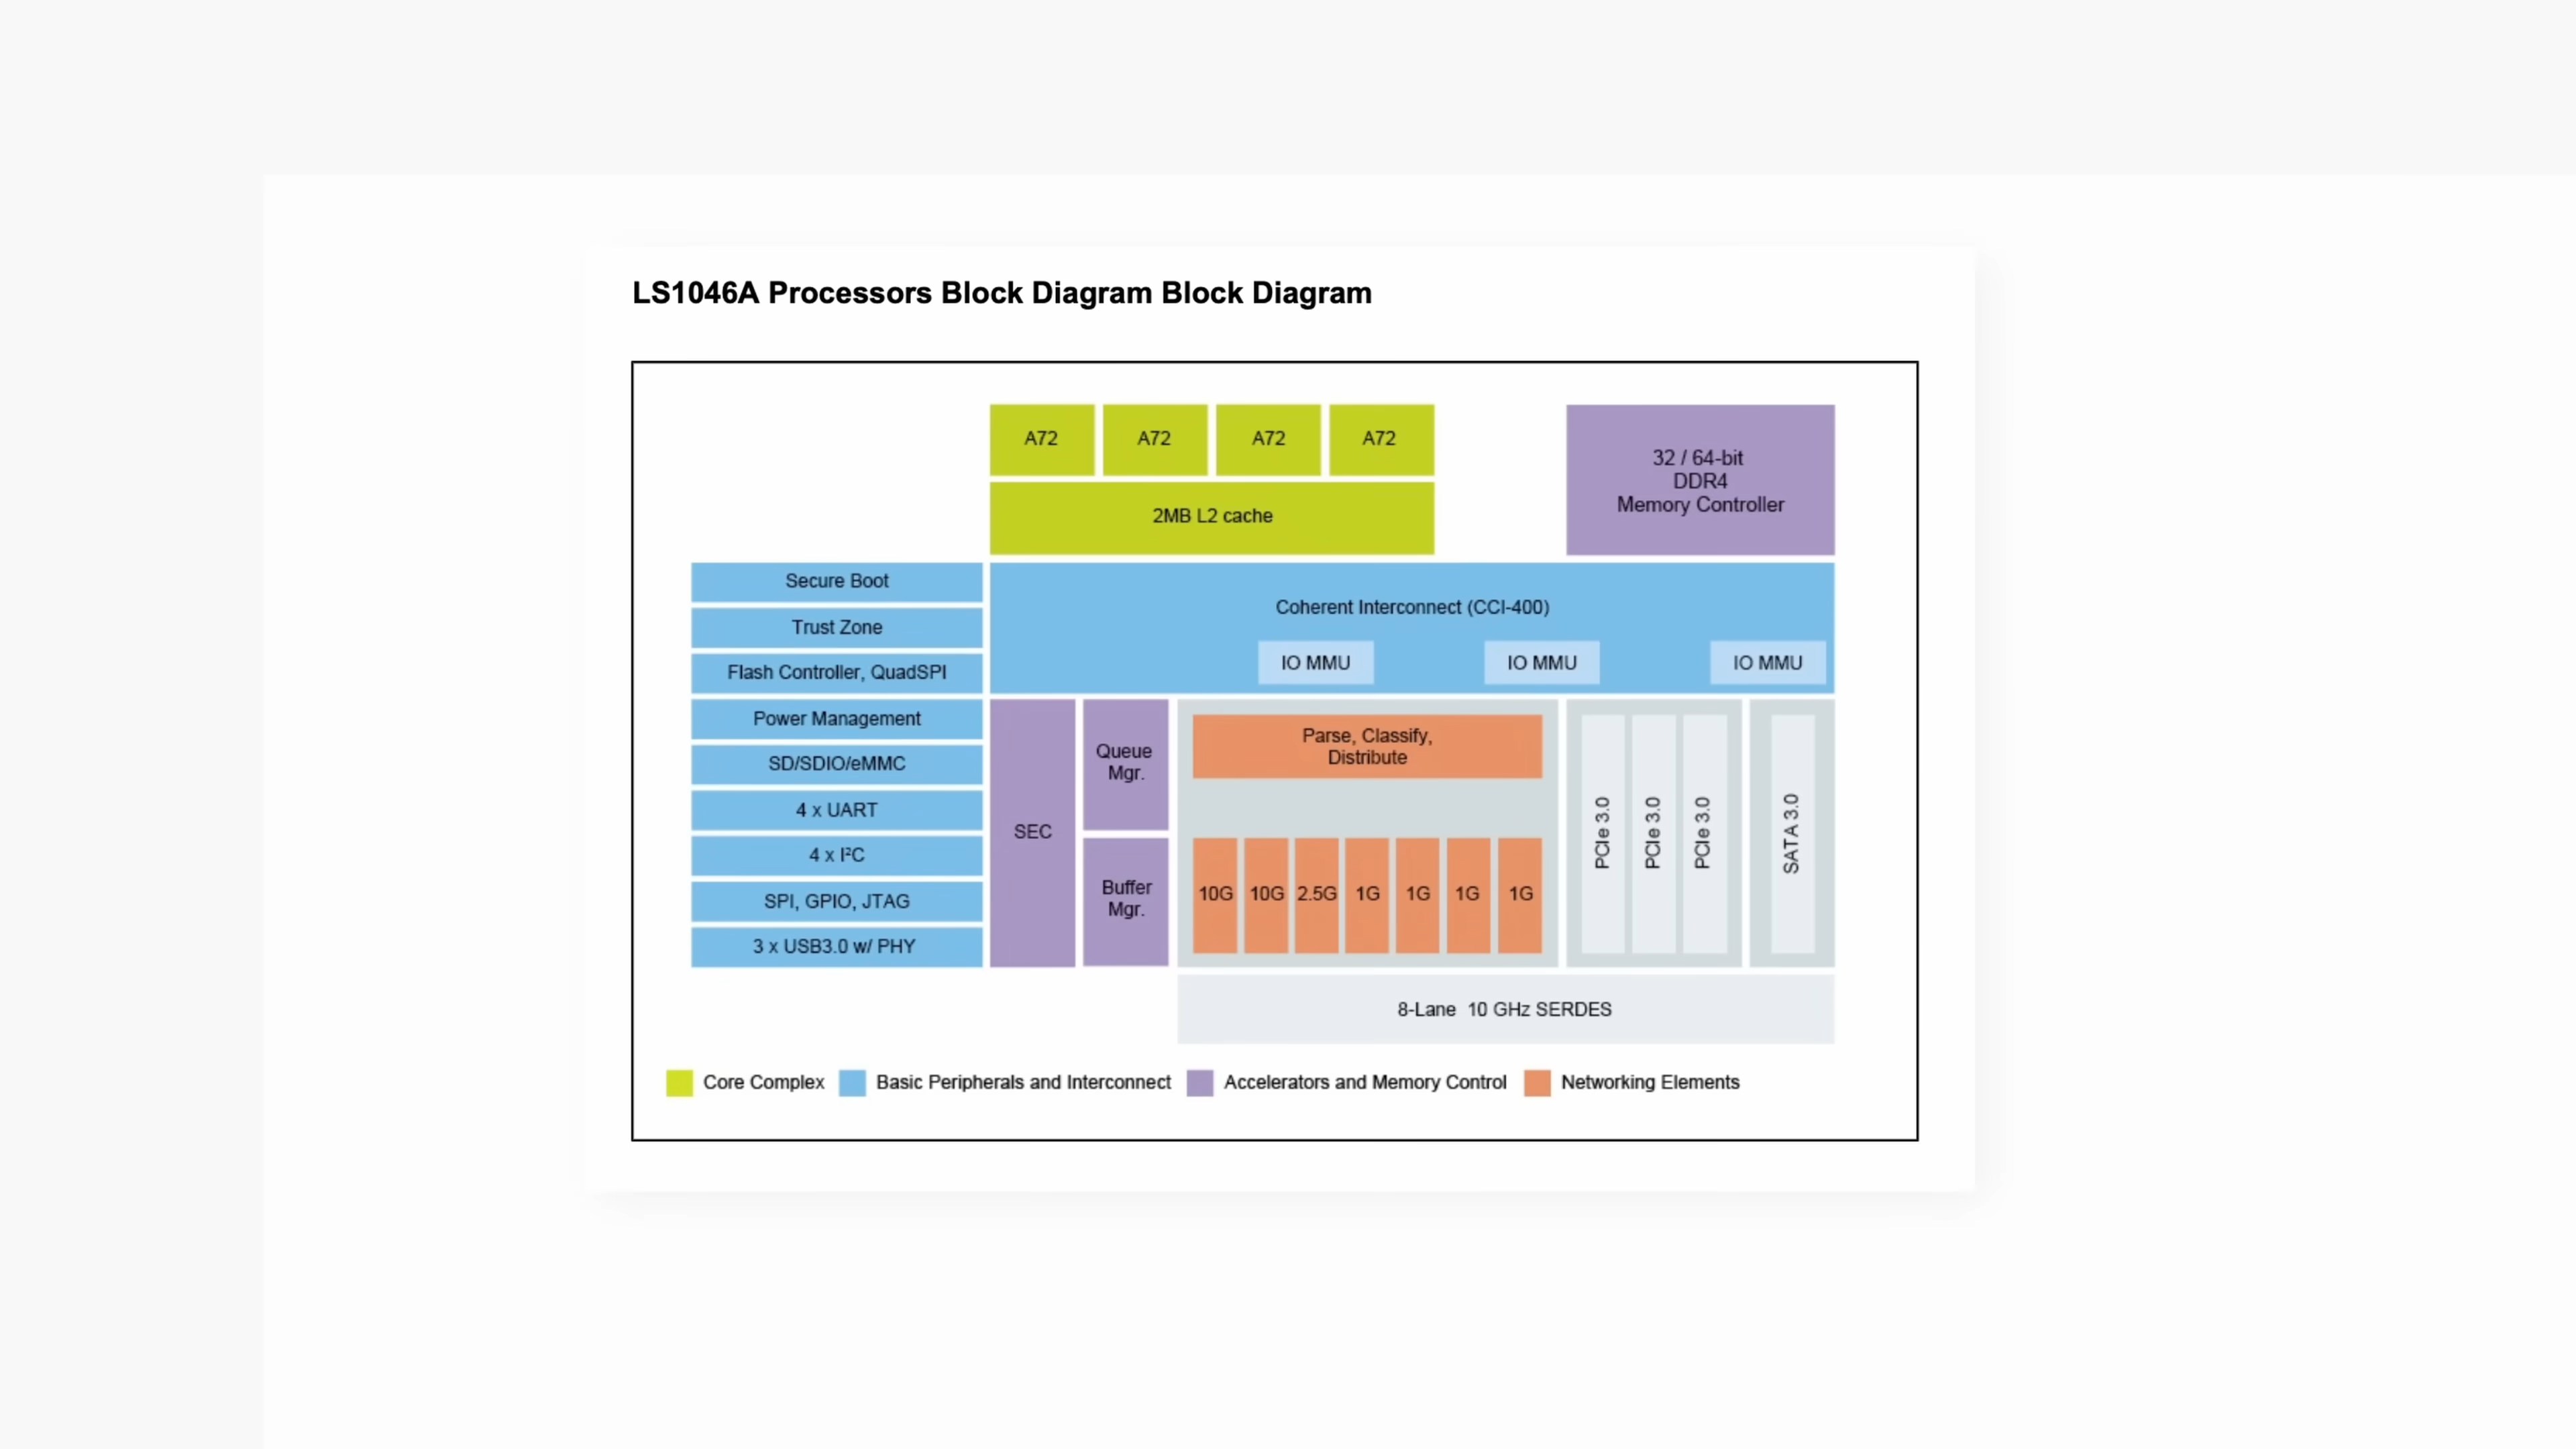 LS1046A Processors Block Diagram Block Diagram
A72 A72 A72 A72
32 / 64-bit
DDR4
Memory Controller
2MB L2 cache
Secure Boot
Trust Zone
Flash Controller, QuadSPI
Power Management
SD/SDIO/eMMC
4 x UART
4 x I²C
SPI, GPIO, JTAG
3 x USB3.0 w/ PHY
Coherent Interconnect (CCI-400)
IO MMU IO MMU IO MMU
SEC
Queue
Mgr.
Buffer
Mgr.
Parse, Classify,
Distribute
10G 10G 2.5G 1G 1G 1G 1G
PCIe 3.0
PCIe 3.0
PCIe 3.0
SATA 3.0
8-Lane 10 GHz SERDES
Core Complex Basic Peripherals and Interconnect Accelerators and Memory Control Networking Elements